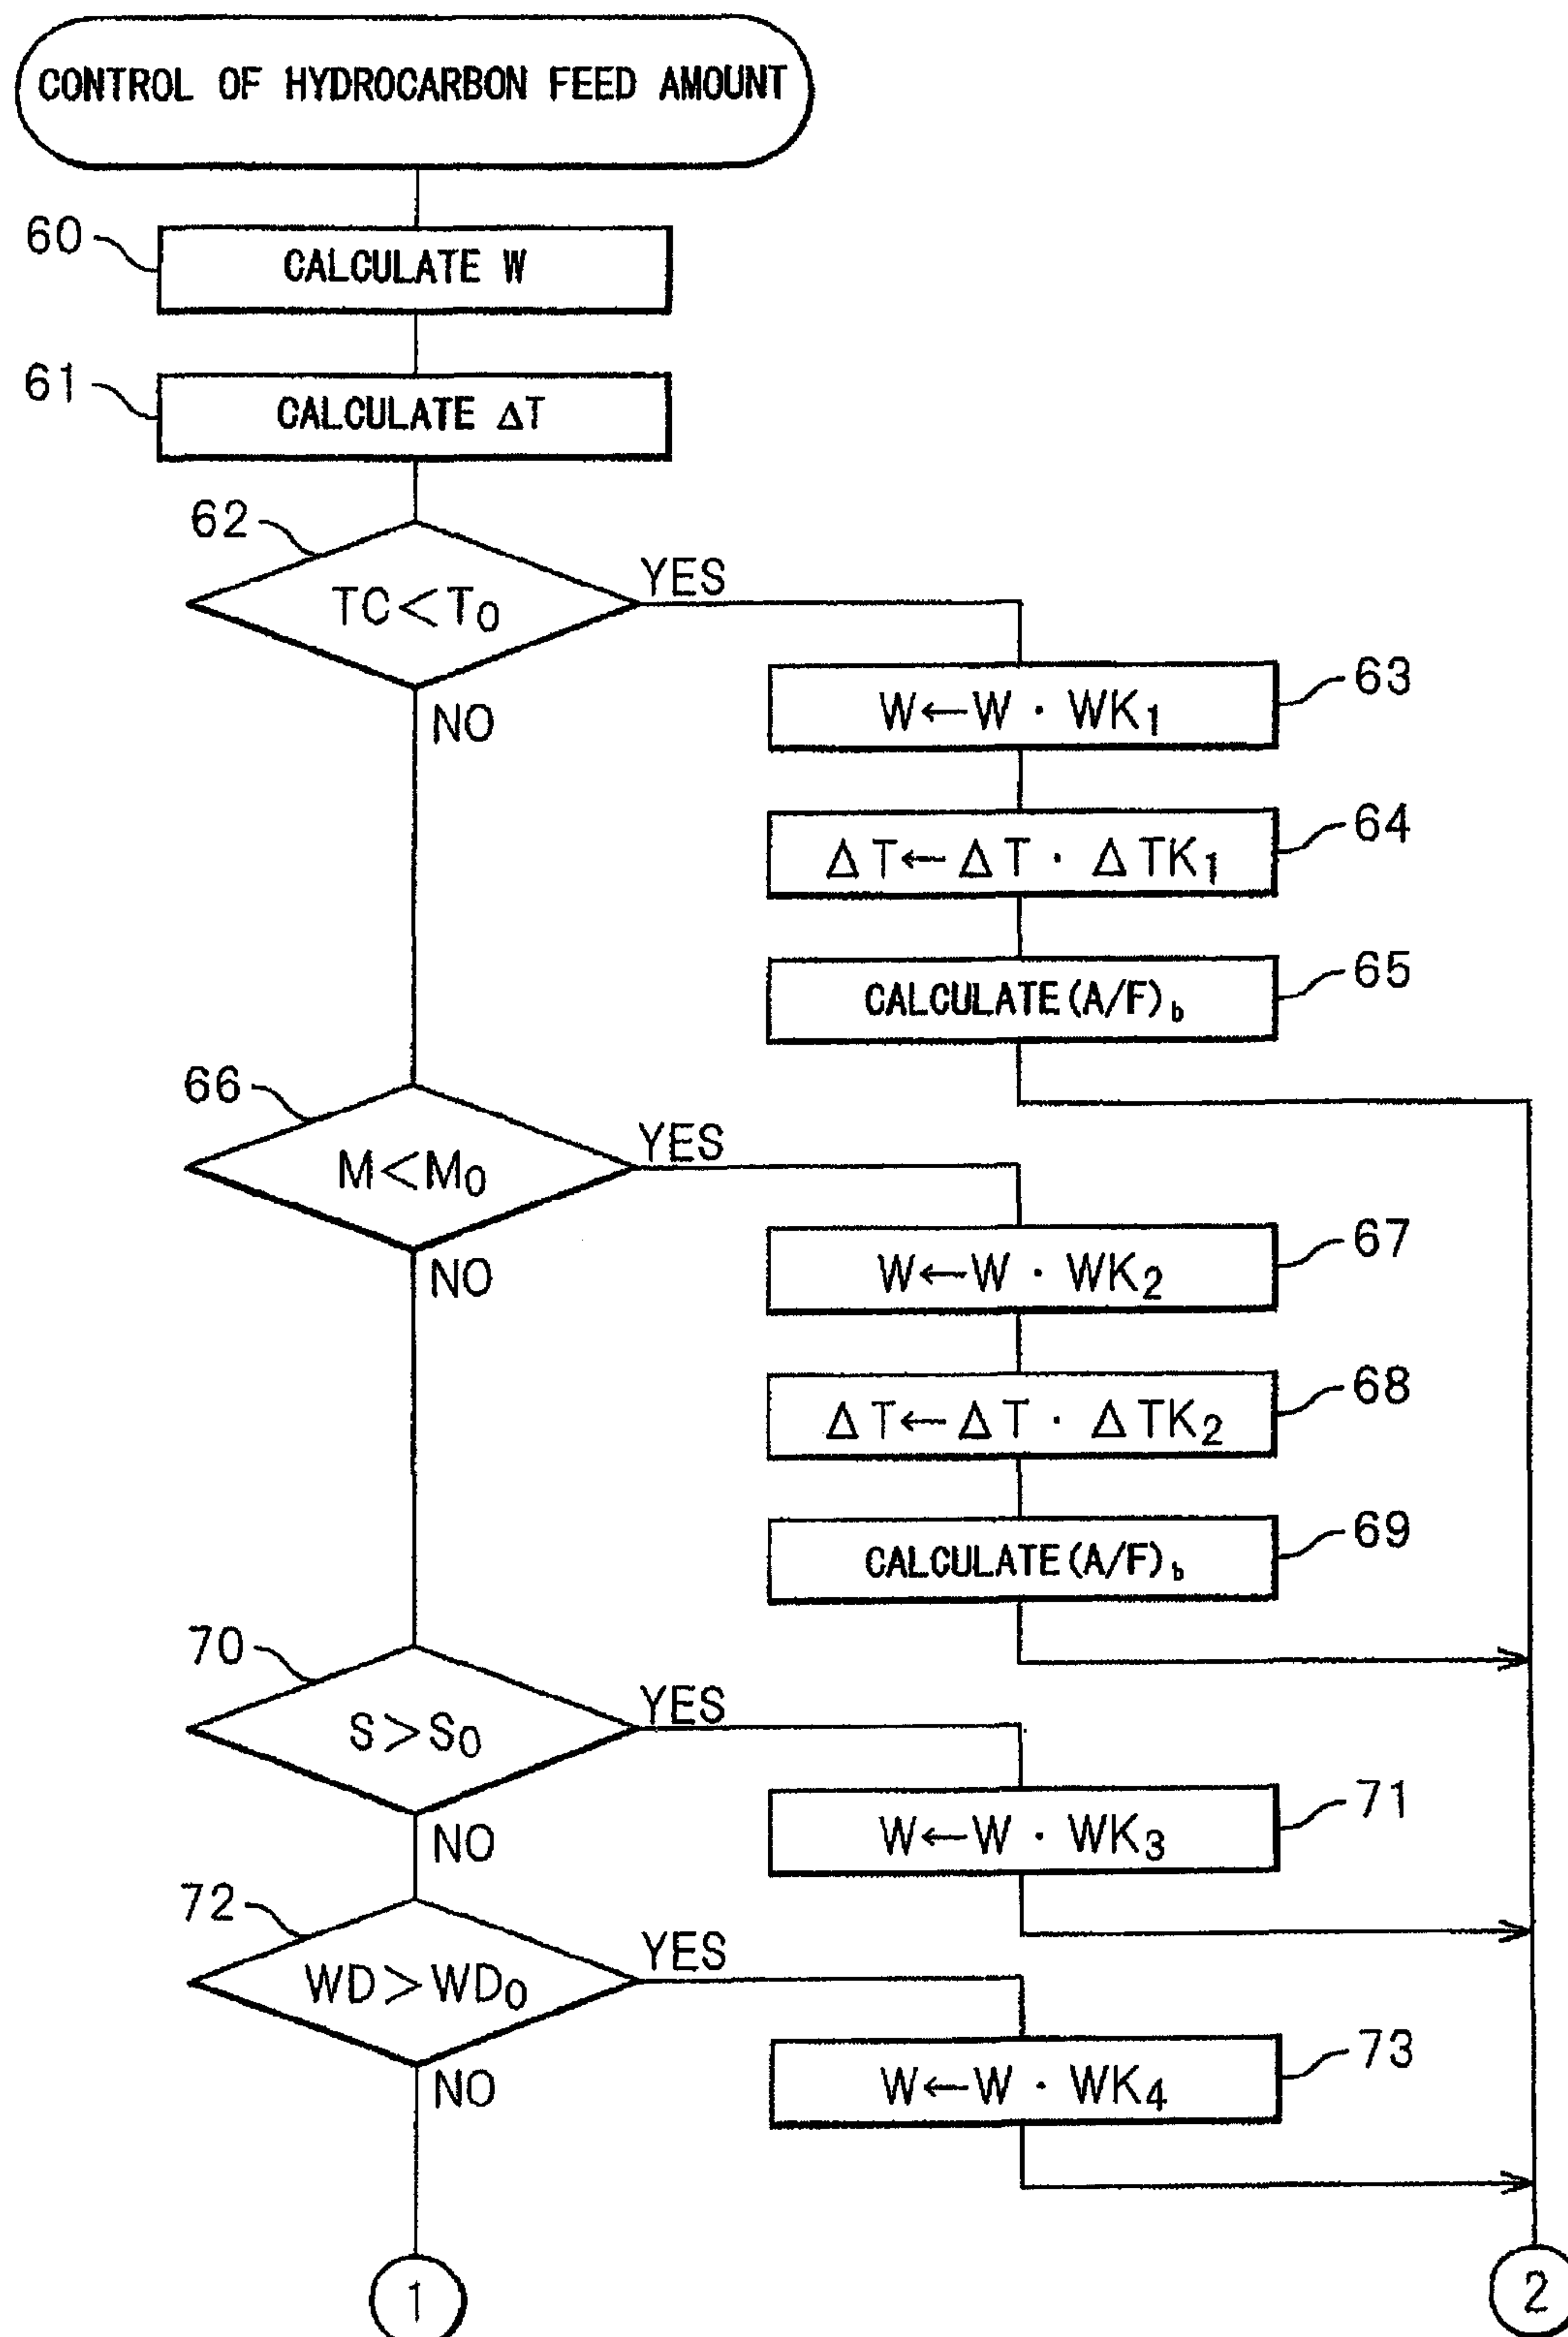 CONTROL OF HYDROCARBON FEED AMOUNT
60
CALCULATE W
61
CALCULATE ΔT
62
TC<T₀
YES
NO
63
W←W · WK₁
64
ΔT←ΔT · ΔTK₁
65
CALCULATE (A/F)b
66
M<M₀
YES
NO
67
W←W · WK₂
68
ΔT←ΔT · ΔTK₂
69
CALCULATE (A/F)b
70
S>S₀
YES
NO
71
W←W · WK₃
72
WD>WD₀
YES
NO
73
W←W · WK₄
1
2